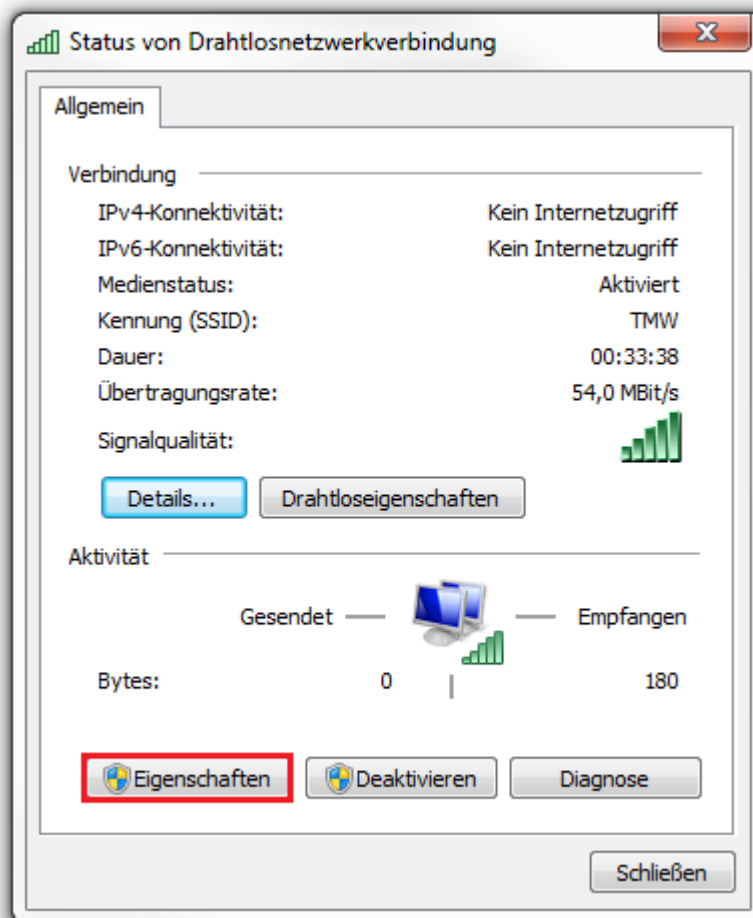 Status von Drahtlosnetzwerkverbindung
Allgemein
Verbindung
IPv4-Konnektivität: Kein Internetzugriff
IPv6-Konnektivität: Kein Internetzugriff
Medienstatus: Aktiviert
Kennung (SSID): TMW
Dauer: 00:33:38
Übertragungsrate: 54,0 MBit/s
Signalqualität:
Details... Drahtloseigenschaften
Aktivität
Gesendet Empfangen
Bytes: 0 180
Eigenschaften Deaktivieren Diagnose
Schließen